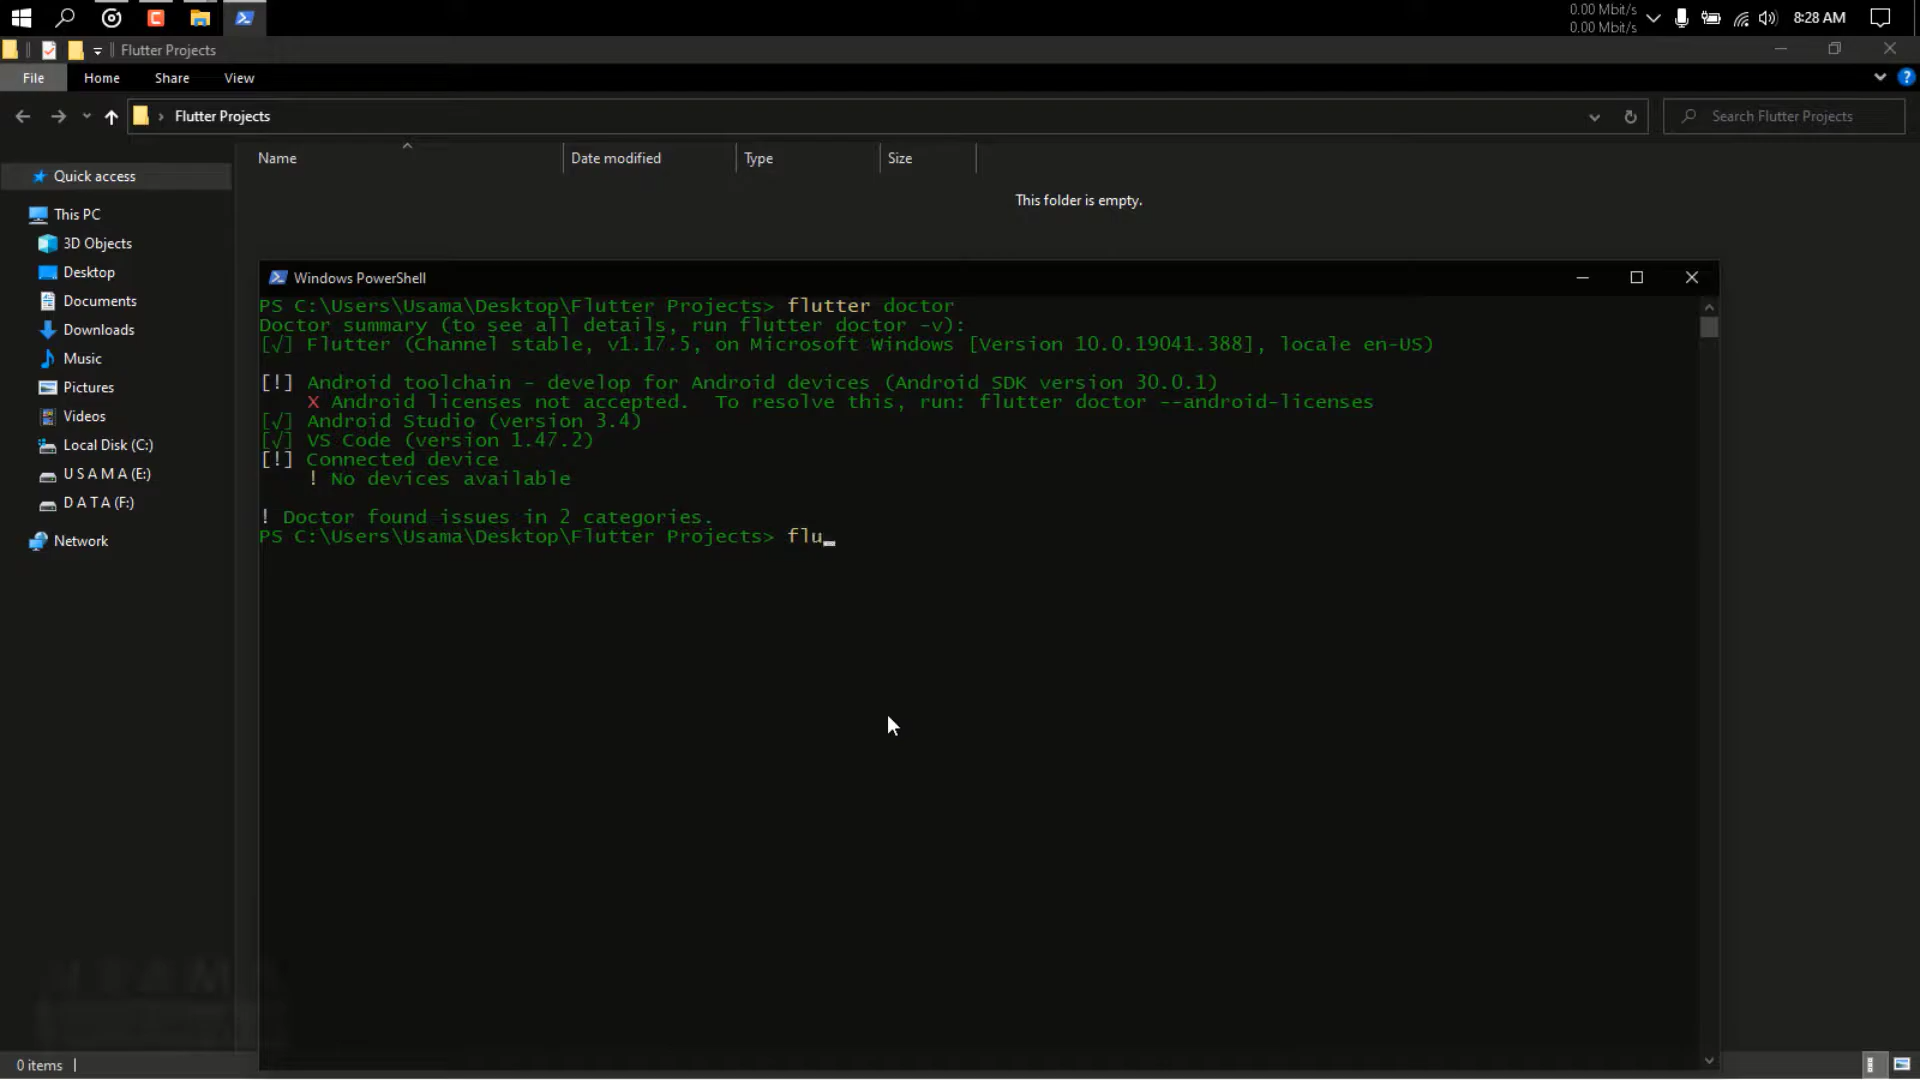 0.00 Mbit/s
0.00 Mbit/s
8:28 AM
Flutter Projects
File Home Share View
Flutter Projects
Search Flutter Projects
Name Date modified Type Size
This folder is empty.
Quick access
This PC
3D Objects
Desktop
Documents
Downloads
Music
Pictures
Videos
Local Disk (C:)
U S A M A (E:)
D A T A (F:)
Network
Windows PowerShell
PS C:\Users\Usama\Desktop\Flutter Projects> flutter doctor
Doctor summary (to see all details, run flutter doctor -v):
[√] Flutter (Channel stable, v1.17.5, on Microsoft Windows [Version 10.0.19041.388], locale en-US)
[!] Android toolchain - develop for Android devices (Android SDK version 30.0.1)
X Android licenses not accepted.  To resolve this, run: flutter doctor --android-licenses
[√] Android Studio (version 3.4)
[√] VS Code (version 1.47.2)
[!] Connected device
! No devices available
! Doctor found issues in 2 categories.
PS C:\Users\Usama\Desktop\Flutter Projects> flu_
0 items